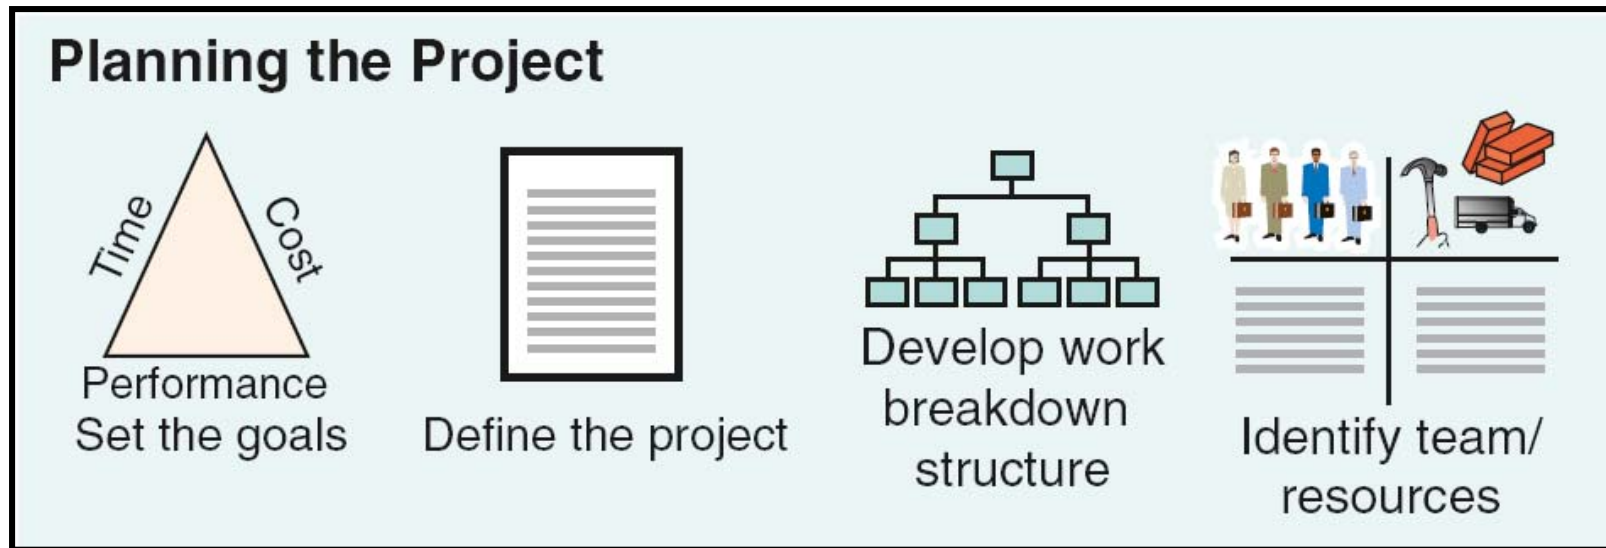 Planning the Project
Time
Cost
Performance
Set the goals
Define the project
Develop work
breakdown
structure
Identify team/
resources